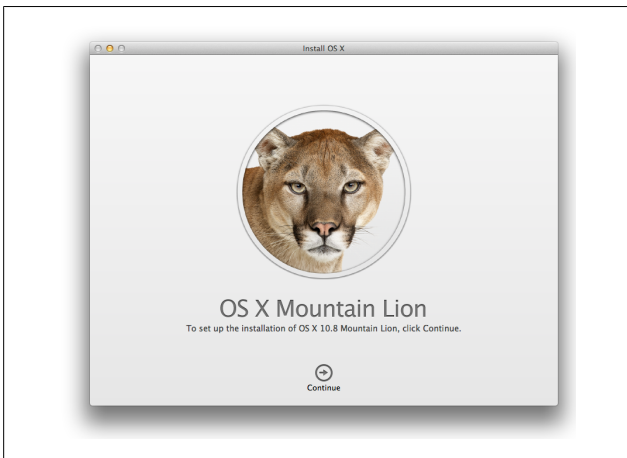 Install OS X
OS X Mountain Lion
To set up the installation of OS X 10.8 Mountain Lion, click Continue.
Continue